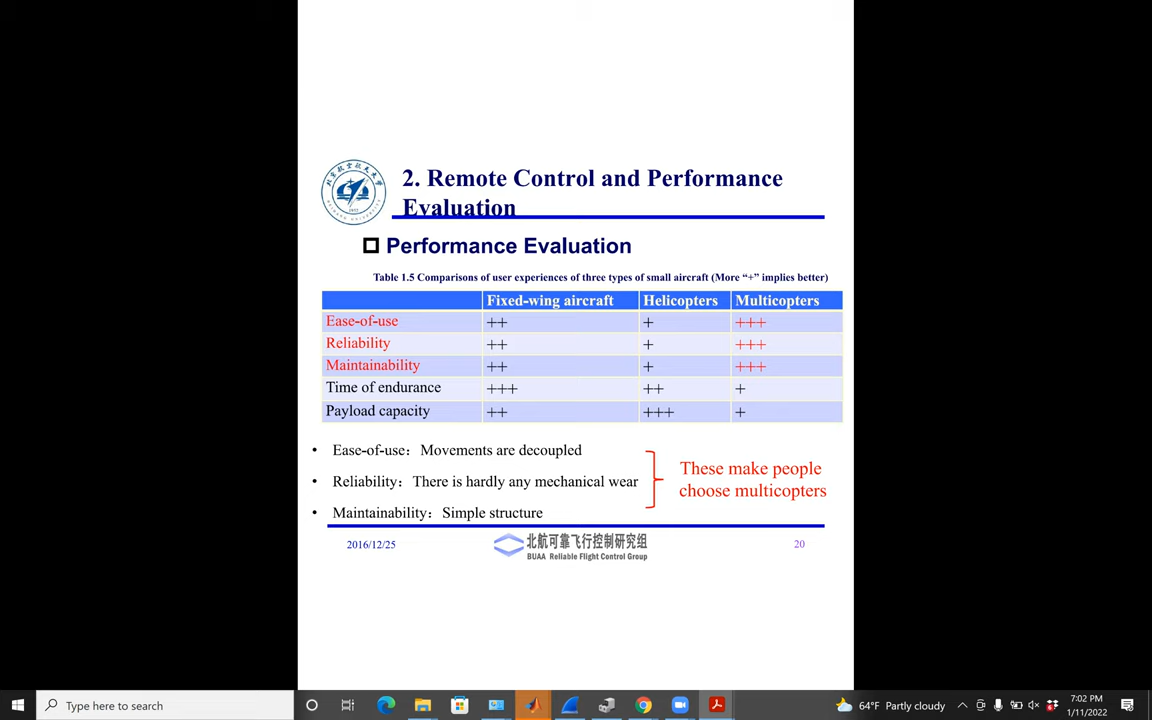 2. Remote Control and Performance
Evaluation
Performance Evaluation
Table 1.5 Comparisons of user experiences of three types of small aircraft (More “+” implies better)
Fixed-wing aircraft Helicopters Multicopters
Ease-of-use ++ + +++
Reliability ++ + +++
Maintainability ++ + +++
Time of endurance +++ ++ +
Payload capacity ++ +++ +
• Ease-of-use：Movements are decoupled
• Reliability：There is hardly any mechanical wear
• Maintainability：Simple structure
These make people
choose multicopters
2016/12/25
北航可靠飞行控制研究组
BUAA Reliable Flight Control Group
20
Type here to search
64°F Partly cloudy
7:02 PM
1/11/2022